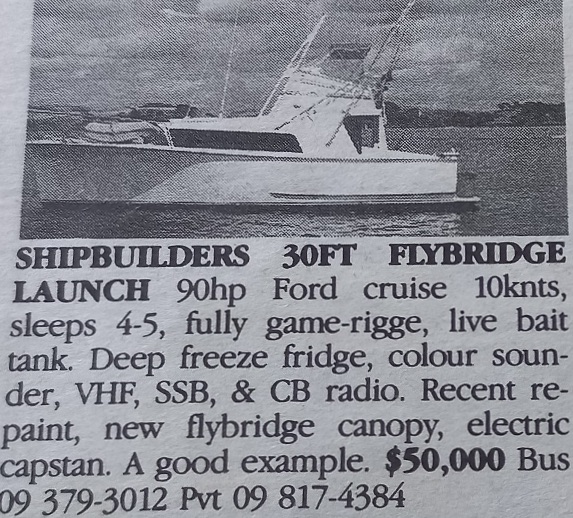 SHIPBUILDERS 30FT FLYBRIDGE
LAUNCH 90hp Ford cruise 10knts,
sleeps 4-5, fully game-rigge, live bait
tank. Deep freeze fridge, colour soun-
der, VHF, SSB, & CB radio. Recent re-
paint, new flybridge canopy, electric
capstan. A good example. $50,000 Bus
09 379-3012 Pvt 09 817-4384